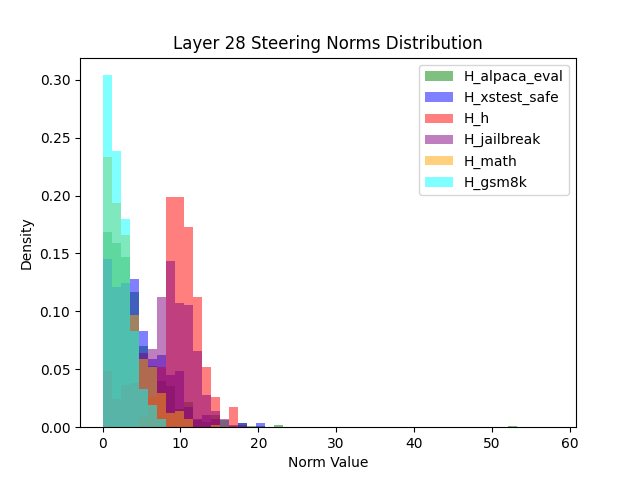 Layer 28 Steering Norms Distribution
H_alpaca_eval
H_xstest_safe
H_h
H_jailbreak
H_math
H_gsm8k
Density
0.30
0.25
0.20
0.15
0.10
0.05
0.00
0 10 20 30 40 50 60
Norm Value